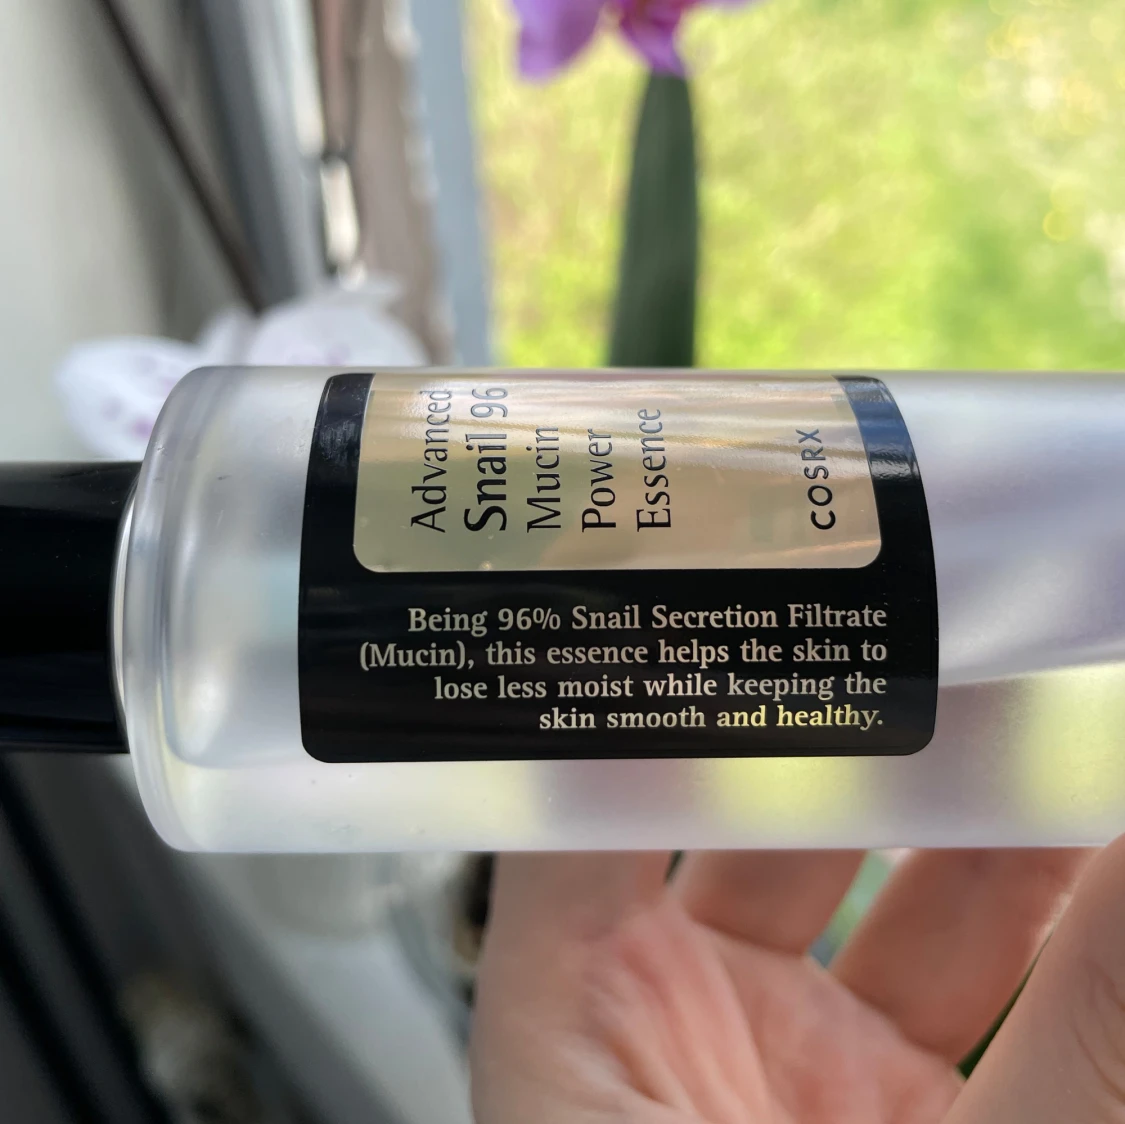 Advanced
Snail 96
Mucin
Power
Essence
COSRX
Being 96% Snail Secretion Filtrate
(Mucin), this essence helps the skin to
lose less moist while keeping the
skin smooth and healthy.